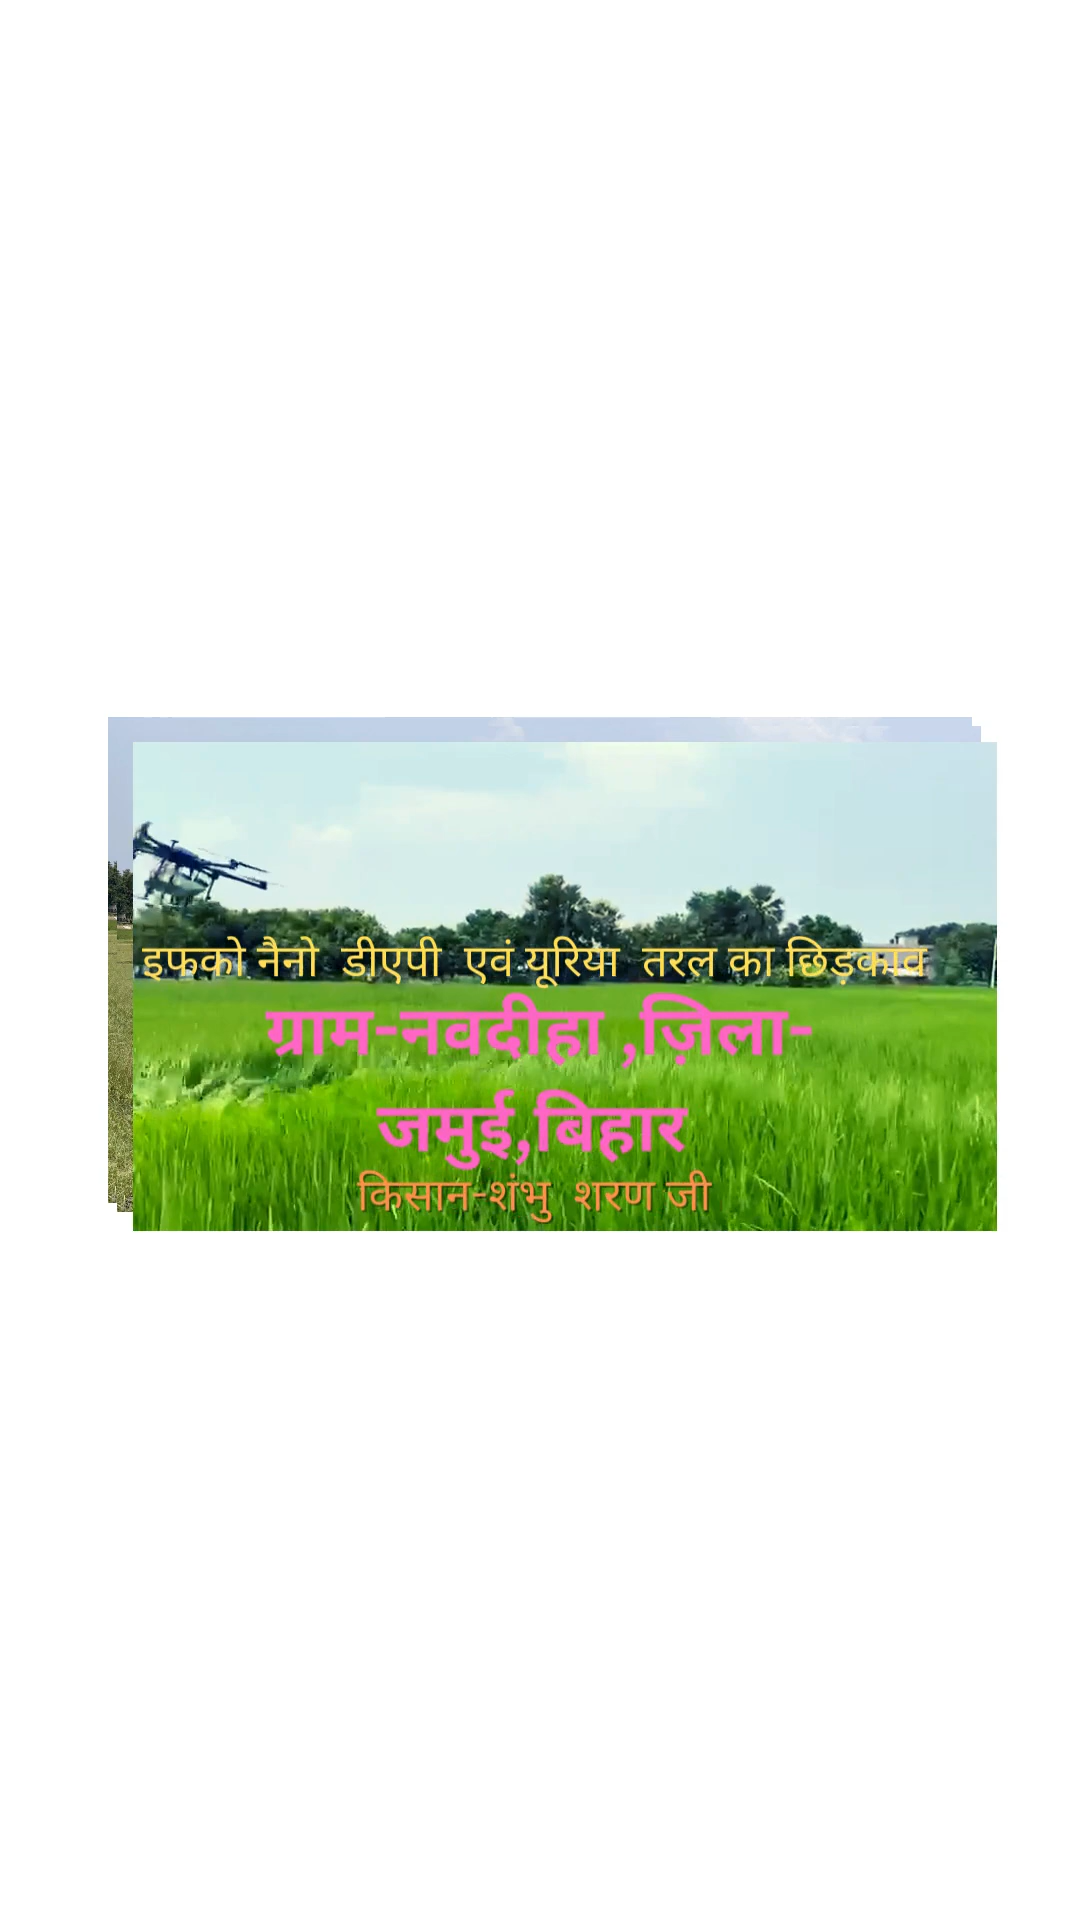 इफको नैनो डीएपी एवं यूरिया तरल का छिड़काव
ग्राम-नवदीहा ,ज़िला-
जमुई,बिहार
किसान-शंभु शरण जी